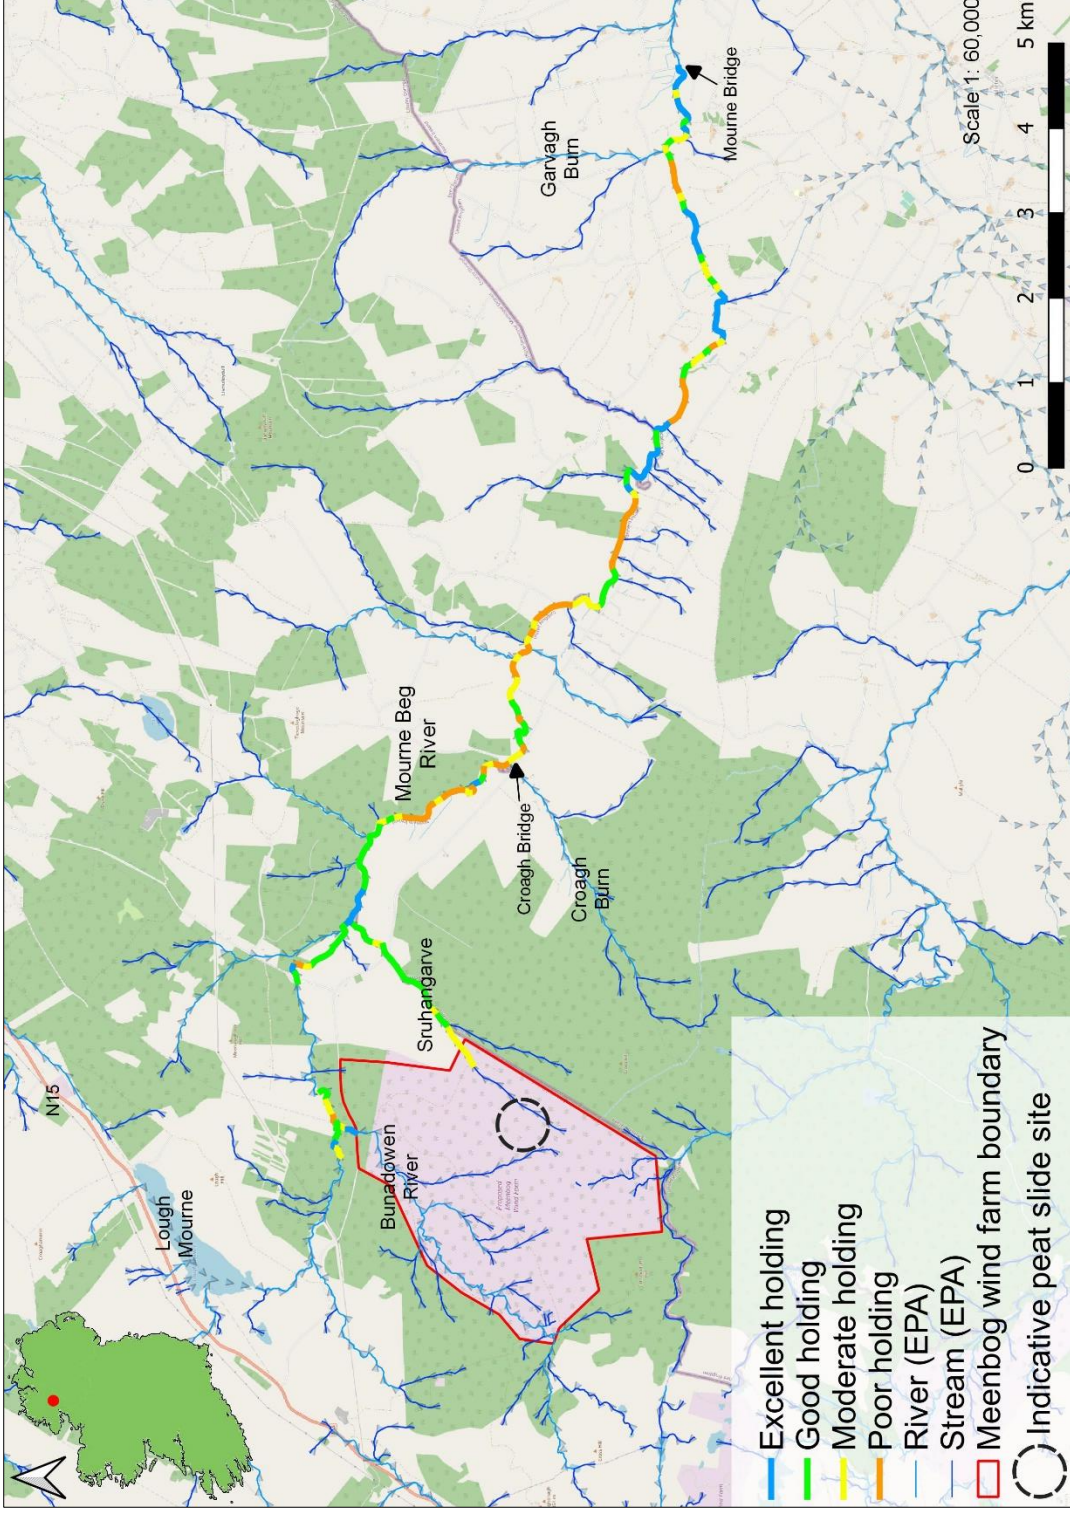 N15
Lough
Mourne
Bunadowen
River
Sruhangarve
Mourne Beg
River
Croagh Bridge
Croagh
Burn
Garvagh
Burn
Mourne Bridge
Excellent holding
Good holding
Moderate holding
Poor holding
River (EPA)
Stream (EPA)
Meenbog wind farm boundary
Indicative peat slide site
Scale 1: 60,000
0 1 2 3 4 5 km